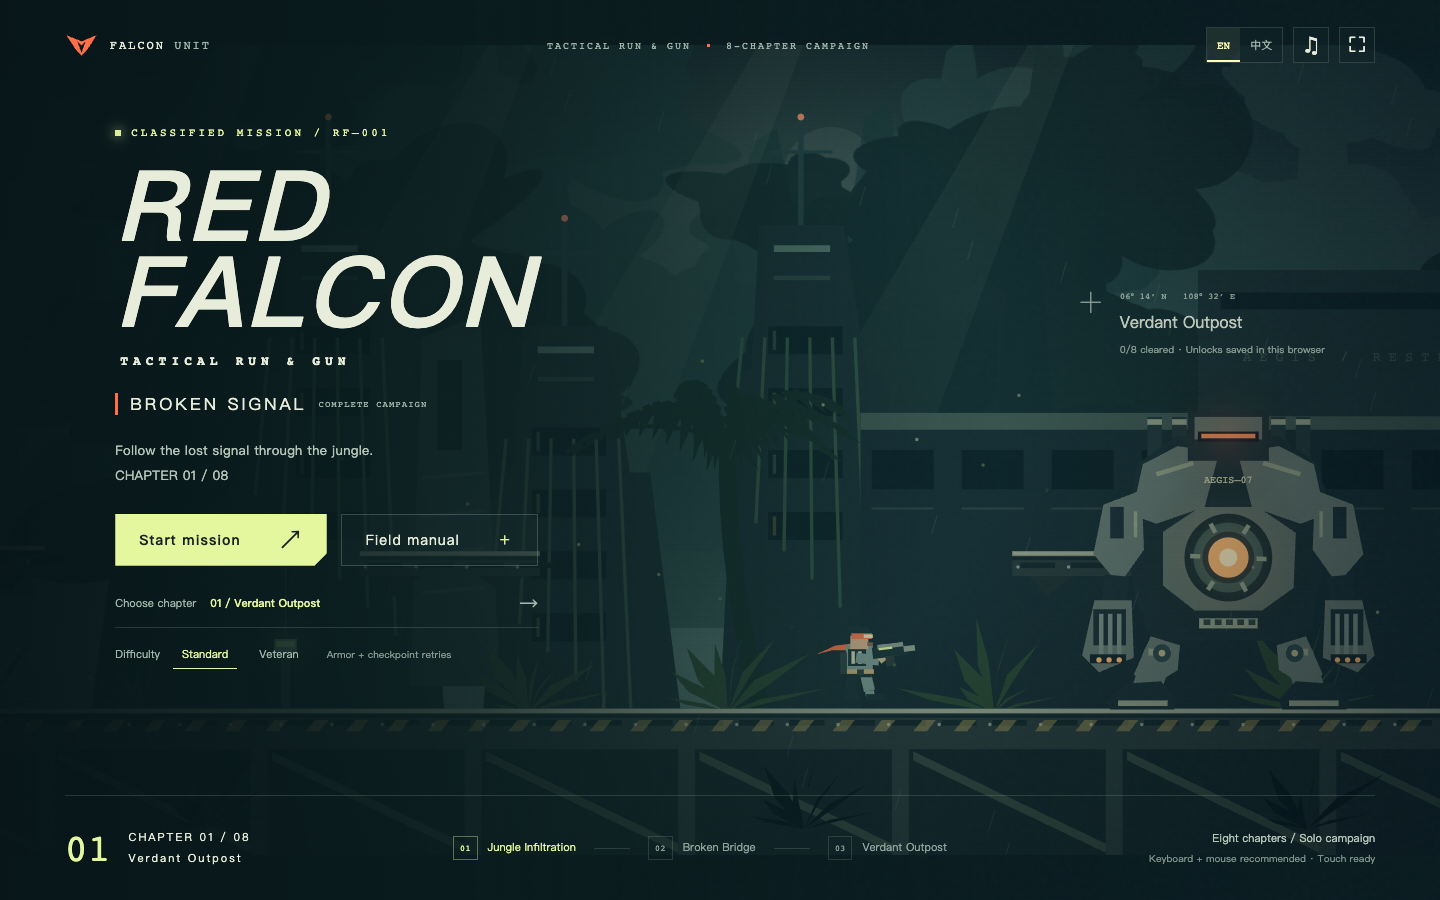 FALCON UNIT
TACTICAL RUN & GUN ▪ 8-CHAPTER CAMPAIGN
EN 中文
CLASSIFIED MISSION / RF—001
RED
FALCON
TACTICAL RUN & GUN
BROKEN SIGNAL COMPLETE CAMPAIGN
Follow the lost signal through the jungle.
CHAPTER 01 / 08
Start mission
Field manual +
Choose chapter 01 / Verdant Outpost
Difficulty Standard Veteran Armor + checkpoint retries
06° 14′ N 108° 32′ E
Verdant Outpost
0/8 cleared · Unlocks saved in this browser
AEGIS / REST
AEGIS—07
01
CHAPTER 01 / 08
Verdant Outpost
01 Jungle Infiltration
02 Broken Bridge
03 Verdant Outpost
Eight chapters / Solo campaign
Keyboard + mouse recommended · Touch ready